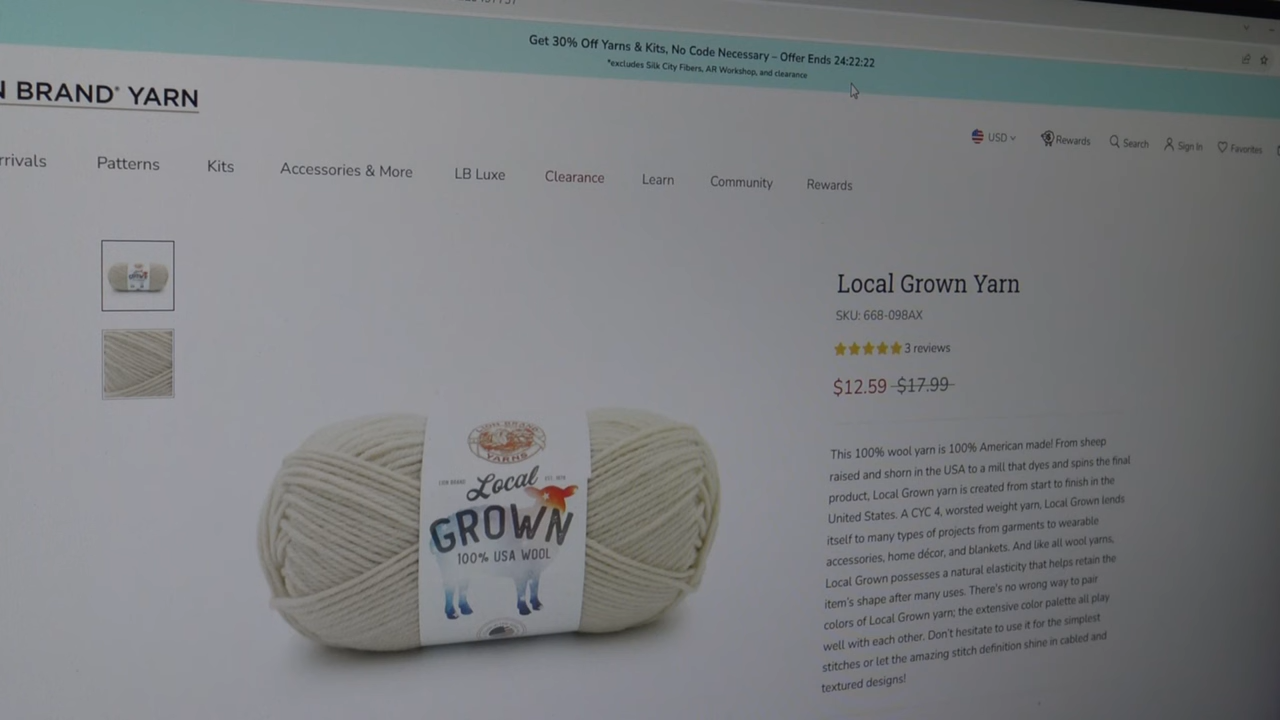 Get 30% Off Yarns & Kits, No Code Necessary – Offer Ends 24:22:22
*excludes Silk City Fibers, AR Workshop, and clearance
N BRAND® YARN
USD
Rewards
Search
Sign In
Favorites
rrivals
Patterns
Kits
Accessories & More
LB Luxe
Clearance
Learn
Community
Rewards
Local Grown Yarn
SKU: 668-098AX
3 reviews
$12.59 $17.99
This 100% wool yarn is 100% American made! From sheep
raised and shorn in the USA to a mill that dyes and spins the final
product, Local Grown yarn is created from start to finish in the
United States. A CYC 4, worsted weight yarn, Local Grown lends
itself to many types of projects from garments to wearable
accessories, home décor, and blankets. And like all wool yarns,
Local Grown possesses a natural elasticity that helps retain the
item's shape after many uses. There's no wrong way to pair
colors of Local Grown yarn; the extensive color palette all play
well with each other. Don't hesitate to use it for the simplest
stitches or let the amazing stitch definition shine in cabled and
textured designs!
LION BRAND
YARNS
LION BRAND
EST. 1878
Local
GROWN
100% USA WOOL